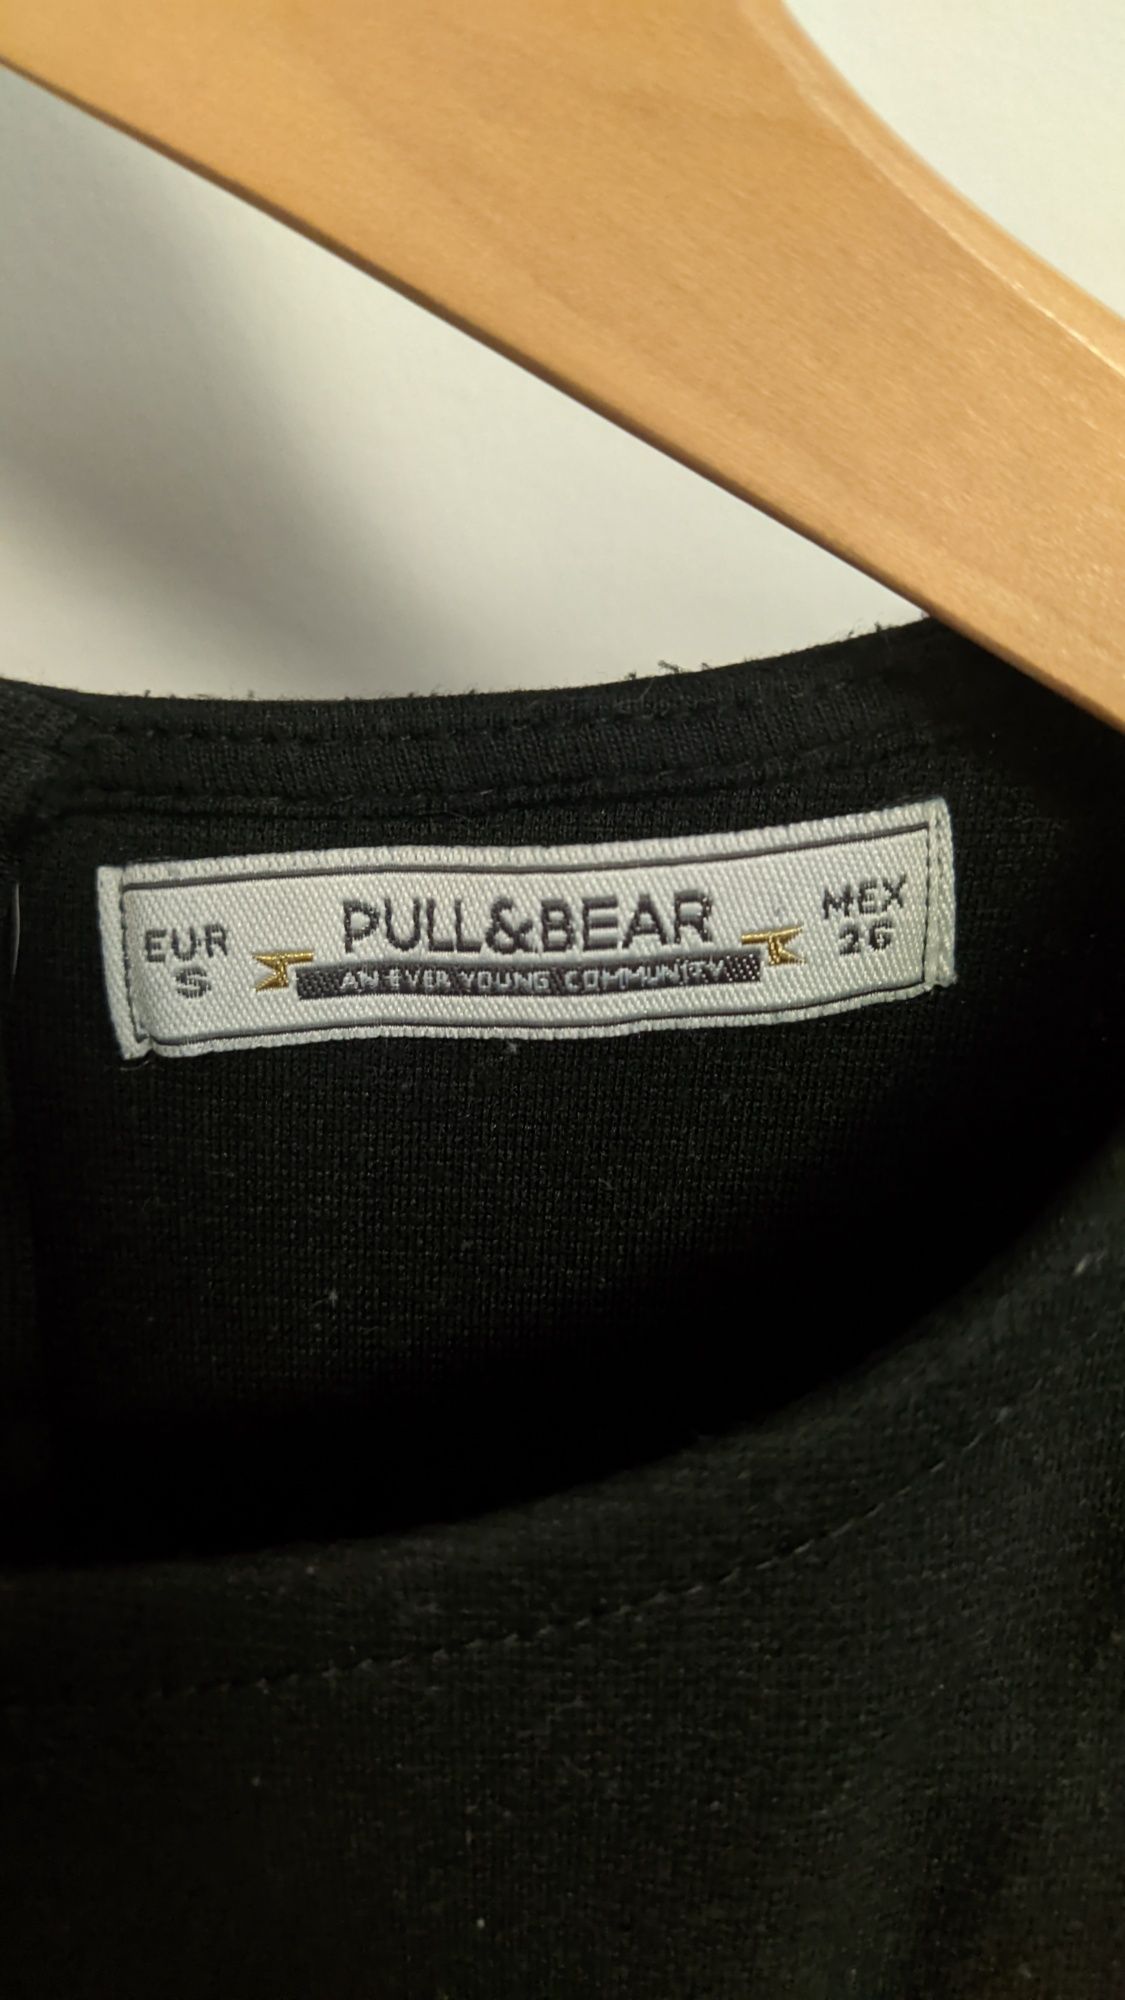 EUR
S
PULL&BEAR
AN EVER YOUNG COMMUNITY
MEX
26